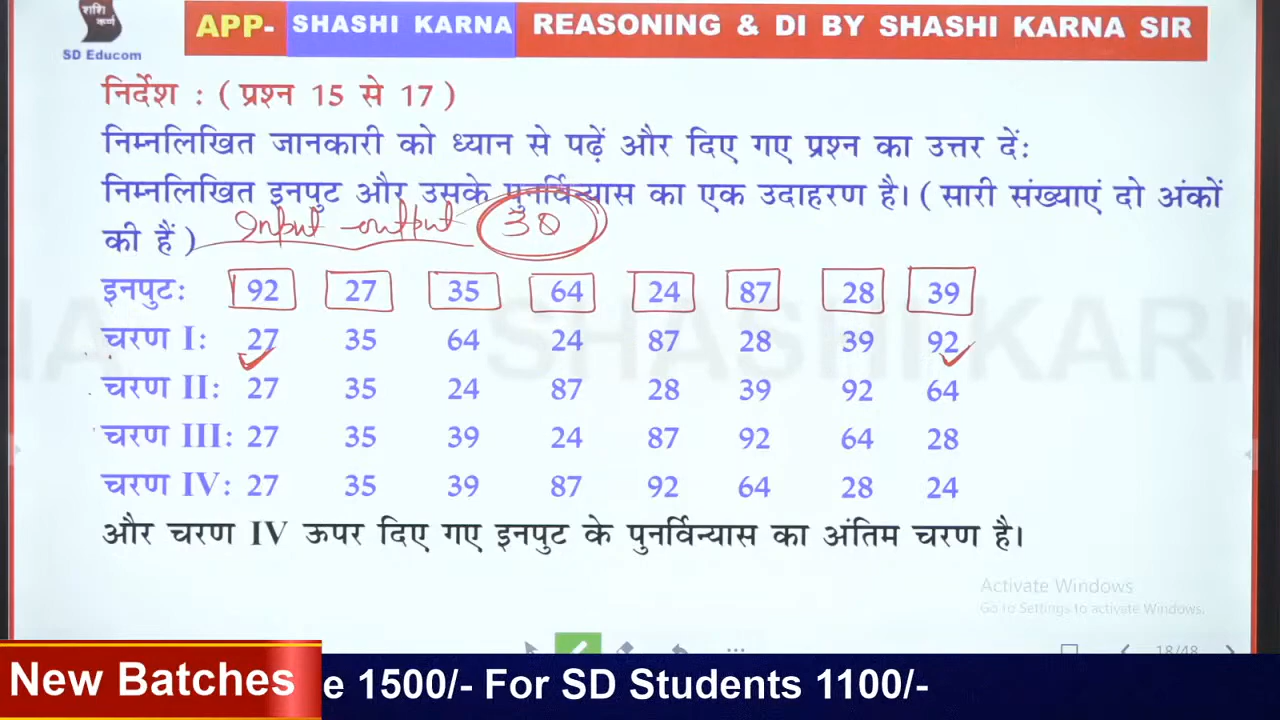 शशि कर्ण
SD Educom
APP- SHASHI KARNA REASONING & DI BY SHASHI KARNA SIR
निर्देश : ( प्रश्न 15 से 17 )
निम्नलिखित जानकारी को ध्यान से पढ़ें और दिए गए प्रश्न का उत्तर दें:
निम्नलिखित इनपुट और उसके पुनर्विन्यास का एक उदाहरण है। ( सारी संख्याएं दो अंकों
की हैं ) Input output 30
इनपुट: 92 27 35 64 24 87 28 39
चरण I: 27 35 64 24 87 28 39 92
चरण II: 27 35 24 87 28 39 92 64
चरण III: 27 35 39 24 87 92 64 28
चरण IV: 27 35 39 87 92 64 28 24
और चरण IV ऊपर दिए गए इनपुट के पुनर्विन्यास का अंतिम चरण है।
SHASHI KARN
Activate Windows
Go to Settings to activate Windows.
18/48
New Batches e 1500/- For SD Students 1100/-